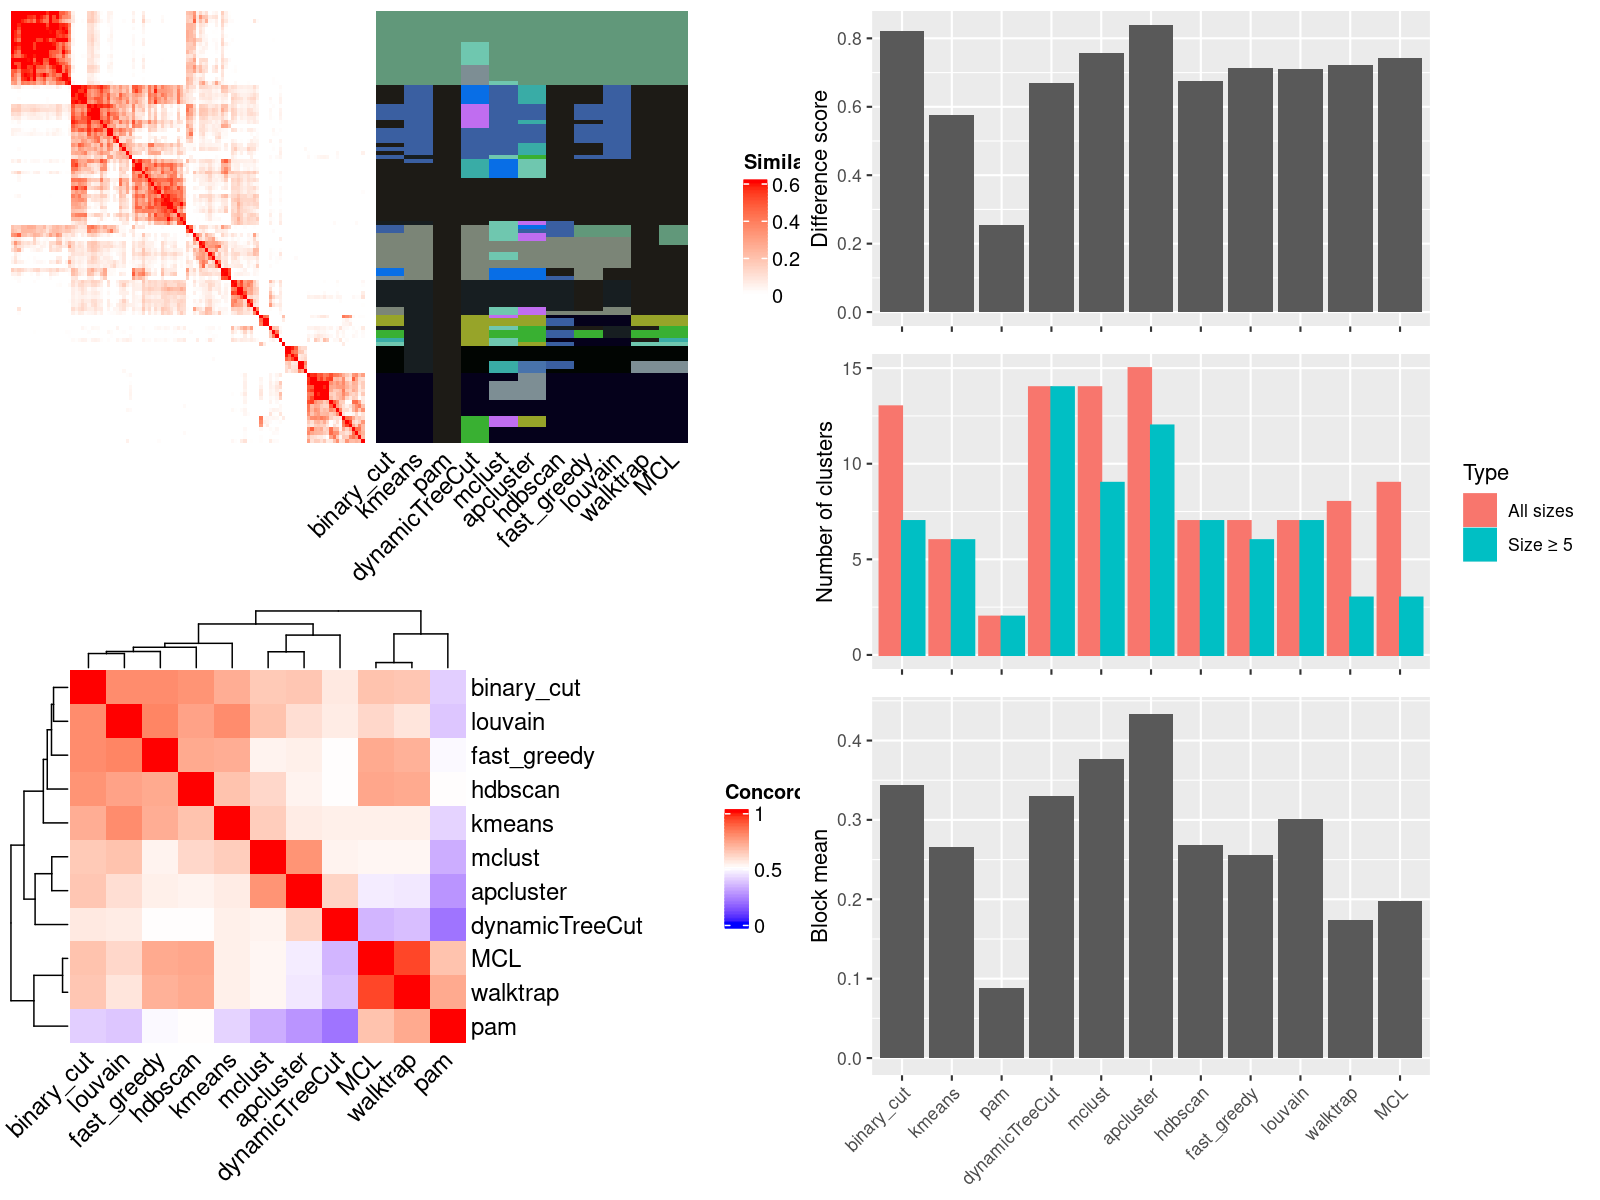 Simila
0.6
0.4
0.2
0
binary_cut
kmeans
pam
dynamicTreeCut
mclust
apcluster
hdbscan
fast_greedy
louvain
walktrap
MCL
binary_cut
louvain
fast_greedy
hdbscan
kmeans
mclust
apcluster
dynamicTreeCut
MCL
walktrap
pam
binary_cut
louvain
fast_greedy
hdbscan
kmeans
mclust
apcluster
dynamicTreeCut
MCL
walktrap
pam
Concord
1
0.5
0
Difference score
0.8
0.6
0.4
0.2
0.0
Number of clusters
15
10
5
0
Type
All sizes
Size ≥ 5
Block mean
0.4
0.3
0.2
0.1
0.0
binary_cut
kmeans
pam
dynamicTreeCut
mclust
apcluster
hdbscan
fast_greedy
louvain
walktrap
MCL